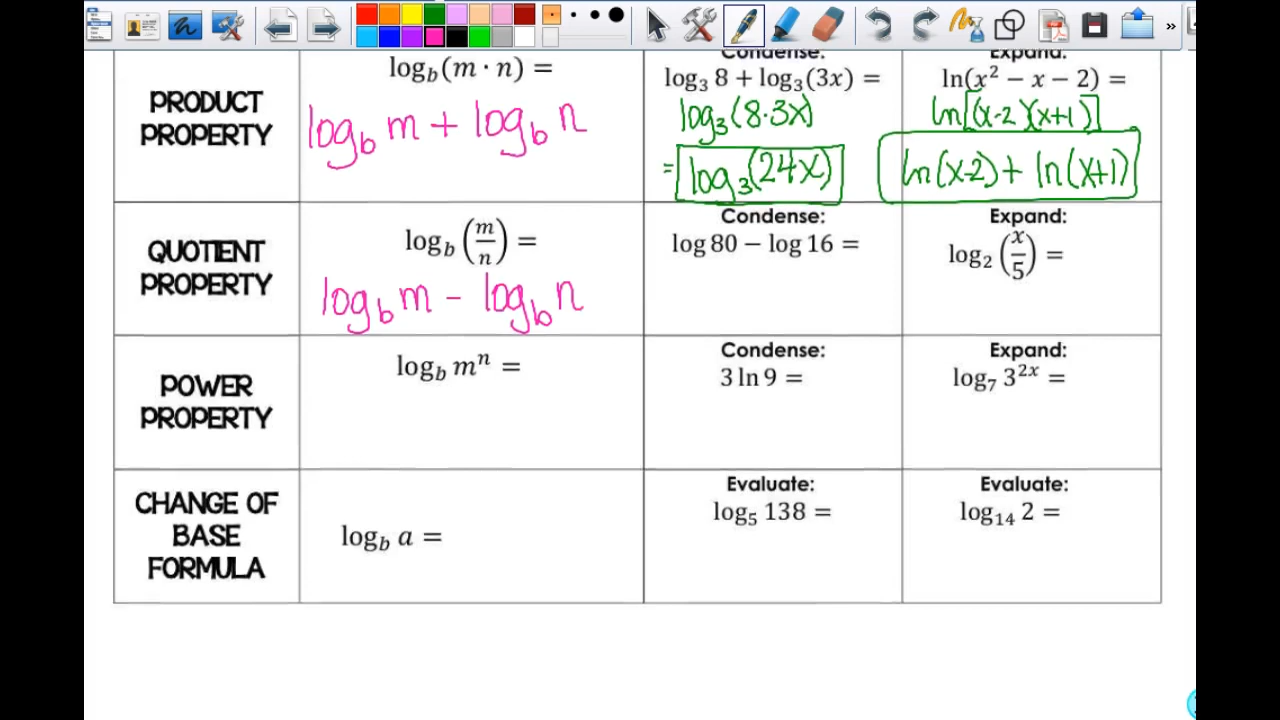 log_b(m · n) =
Condense:
Expand:
log₃ 8 + log₃(3x) =
ln(x² − x − 2) =
PRODUCT
PROPERTY
log_b m + log_b n
log₃(8·3x)
ln[(x-2)(x+1)]
= log₃(24x)
ln(x-2) + ln(x+1)
QUOTIENT
PROPERTY
log_b (m/n) =
log_b m - log_b n
Condense:
log 80 − log 16 =
Expand:
log₂ (x/5) =
POWER
PROPERTY
log_b mⁿ =
Condense:
3 ln 9 =
Expand:
log₇ 3²ˣ =
CHANGE OF
BASE
FORMULA
log_b a =
Evaluate:
log₅ 138 =
Evaluate:
log₁₄ 2 =